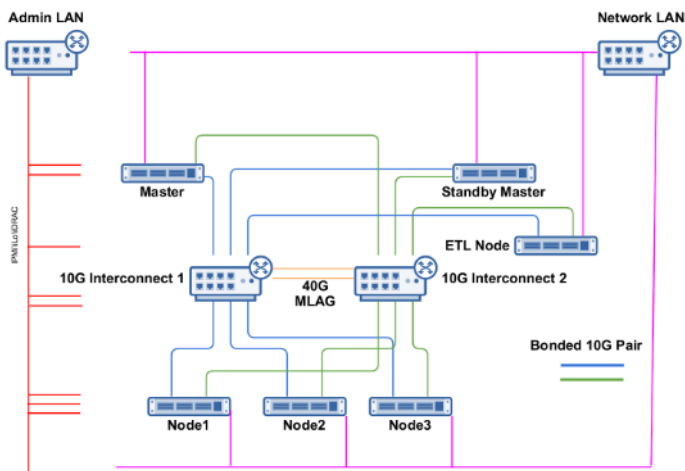 Admin LAN
Network LAN
Master
Standby Master
ETL Node
IPMI\iLo\iDRAC
10G Interconnect 1
40G
MLAG
10G Interconnect 2
Bonded 10G Pair
Node1
Node2
Node3